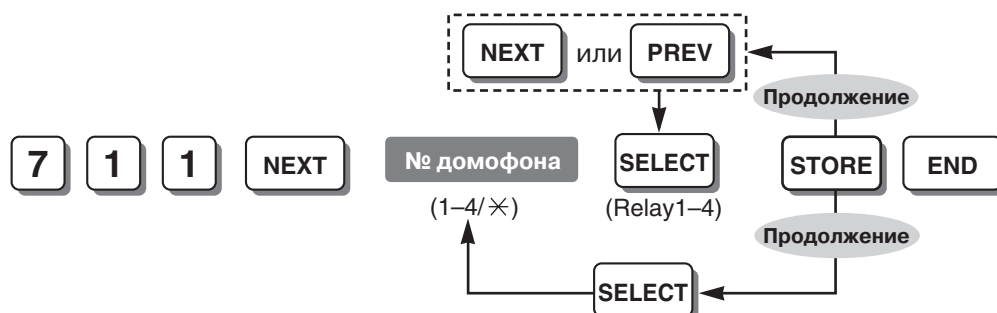 NEXT или PREV
Продолжение
7 1 1 NEXT № домофона SELECT STORE END
(1–4/✳) (Relay1–4)
Продолжение
SELECT